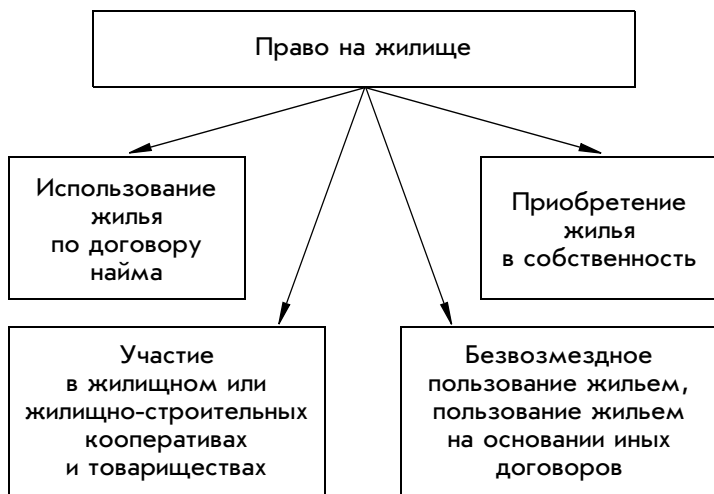 Право на жилище
Использование
жилья
по договору
найма
Приобретение
жилья
в собственность
Участие
в жилищном или
жилищно-строительных
кооперативах
и товариществах
Безвозмездное
пользование жильем,
пользование жильем
на основании иных
договоров